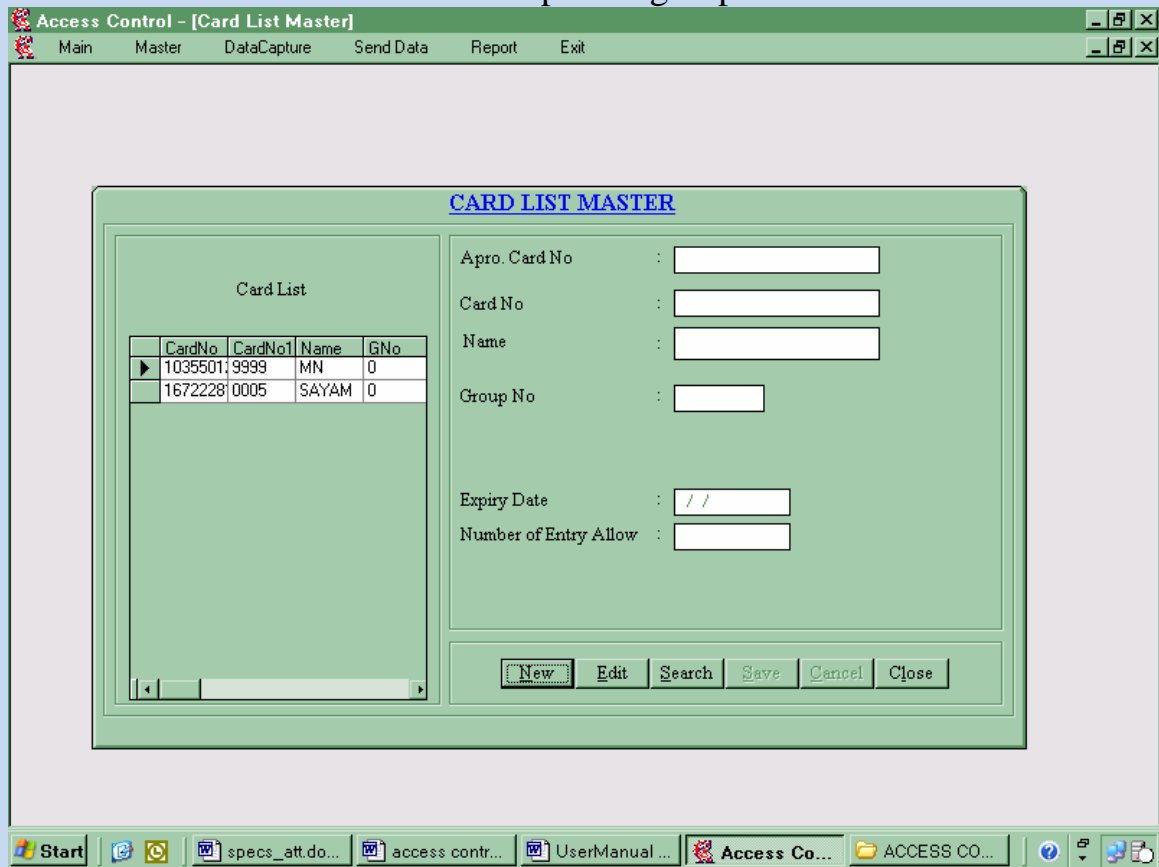 Access Control - [Card List Master]
Main Master DataCapture Send Data Report Exit
CARD LIST MASTER
Card List
CardNo CardNo1 Name GNo
9999 MN 0
0005 SAYAM 0
Apro. Card No :
Card No :
Name :
Group No :
Expiry Date : / /
Number of Entry Allow :
New Edit Search Save Cancel Close
Start specs_att.do... access contr... UserManual ... Access Co... ACCESS CO...